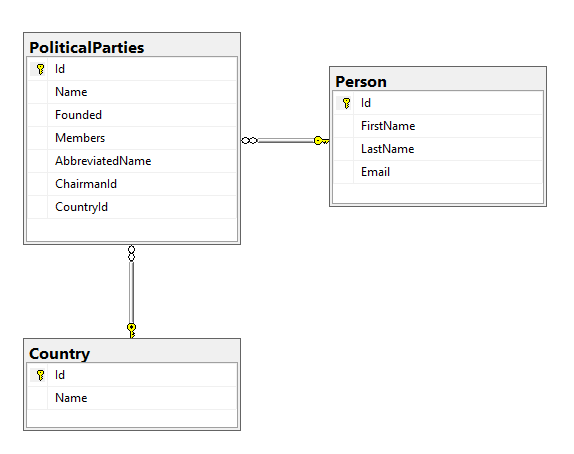 PoliticalParties
Id
Name
Founded
Members
AbbreviatedName
ChairmanId
CountryId
Person
Id
FirstName
LastName
Email
Country
Id
Name